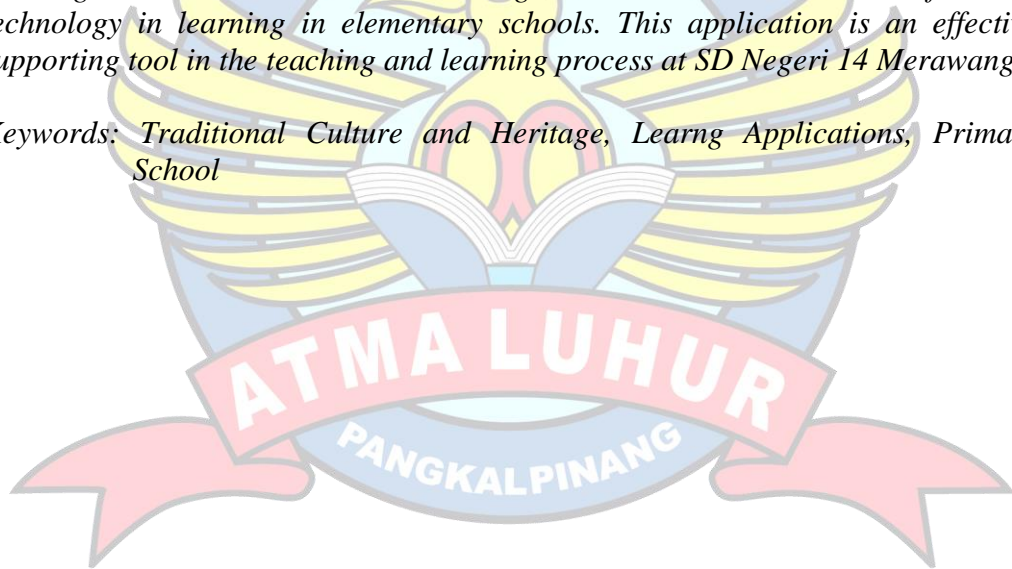 technology in learning in elementary schools. This application is an effective
supporting tool in the teaching and learning process at SD Negeri 14 Merawang
Keywords: Traditional Culture and Heritage, Learng Applications, Prima
School
ATMA LUHUR
PANGKALPINANG